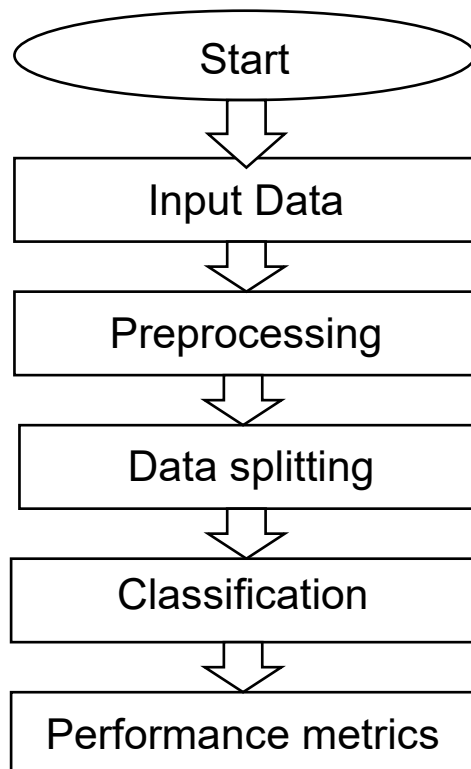 Start
Input Data
Preprocessing
Data splitting
Classification
Performance metrics